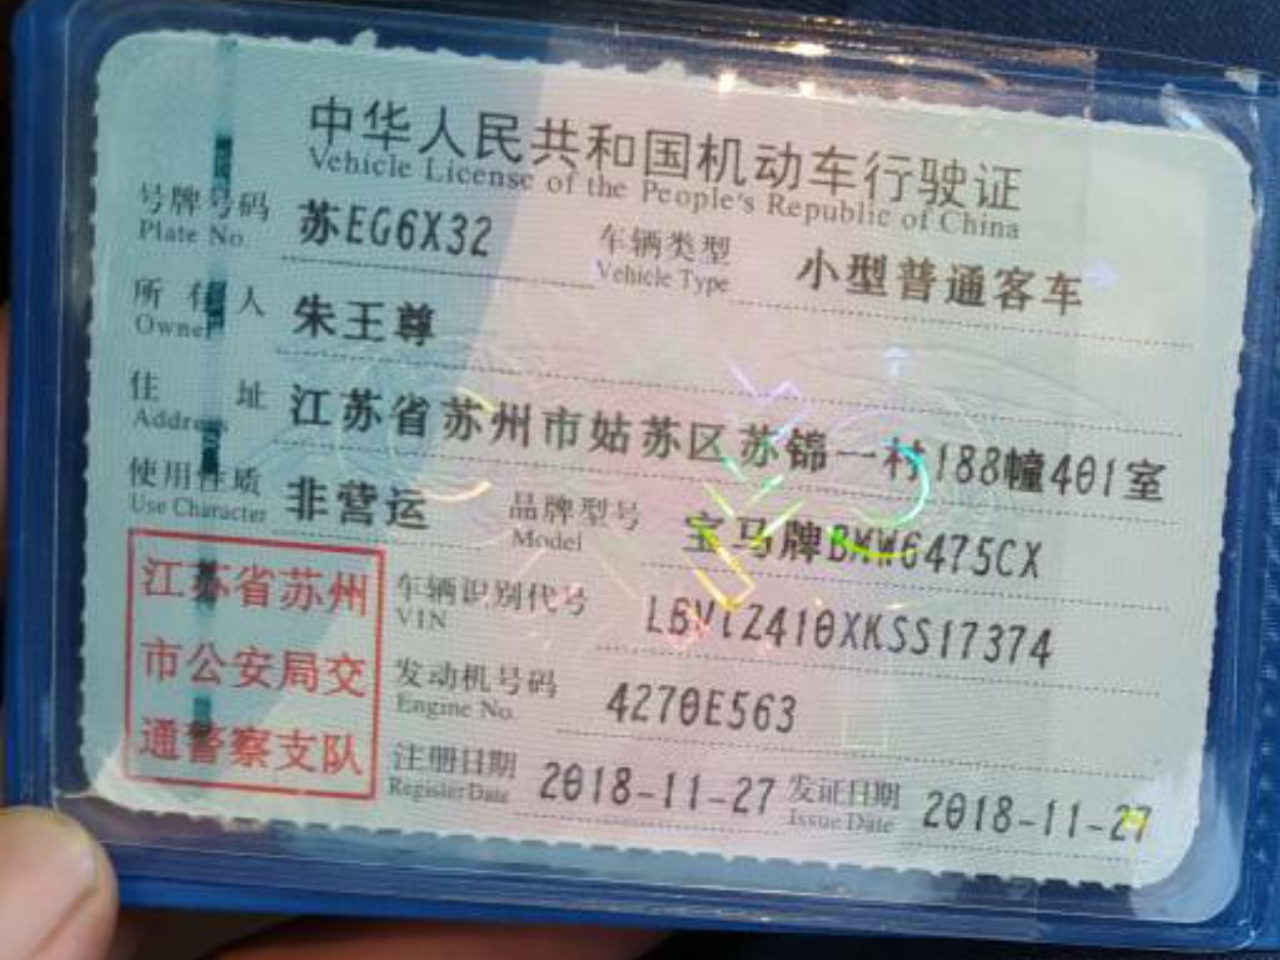 中华人民共和国机动车行驶证
Vehicle License of the People's Republic of China
号牌号码 苏EG6X32 车辆类型 小型普通客车
Plate No. Vehicle Type
所有人 朱王尊
Owner
住址 江苏省苏州市姑苏区苏锦一村188幢401室
Address
使用性质 非营运 品牌型号 宝马牌BMW6475CX
Use Character Model
江苏省苏州
市公安局交
通警察支队
车辆识别代号 LBV1Z410XKSS17374
VIN
发动机号码 4270E563
Engine No.
注册日期 2018-11-27 发证日期 2018-11-27
Register Date Issue Date